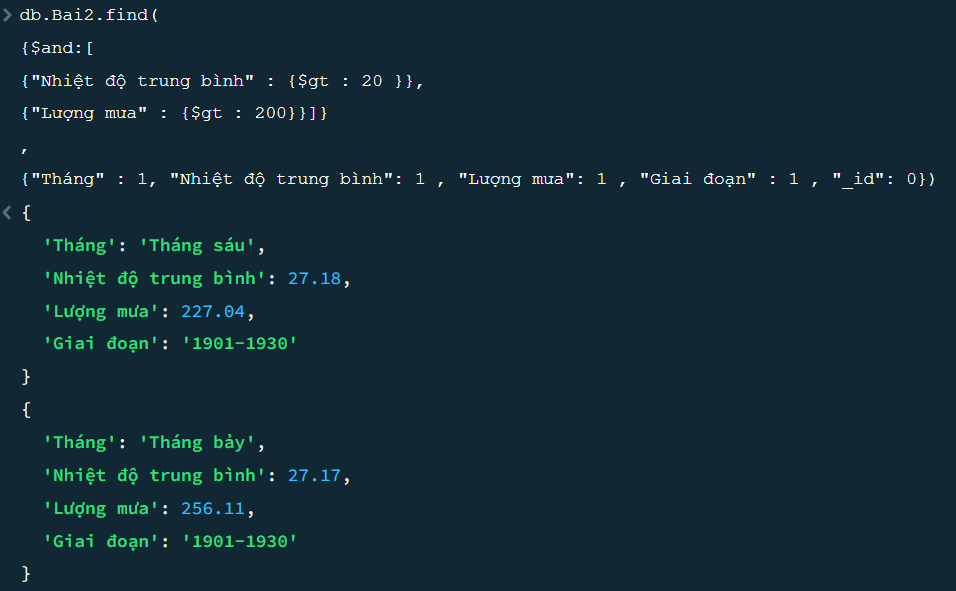 db.Bai2.find(
{$and:[
{"Nhiệt độ trung bình" : {$gt : 20 }},
{"Lượng mưa" : {$gt : 200}}]}
,
{"Tháng" : 1, "Nhiệt độ trung bình": 1 , "Lượng mưa": 1 , "Giai đoạn" : 1 , "_id": 0})
{
'Tháng': 'Tháng sáu',
'Nhiệt độ trung bình': 27.18,
'Lượng mưa': 227.04,
'Giai đoạn': '1901-1930'
}
{
'Tháng': 'Tháng bảy',
'Nhiệt độ trung bình': 27.17,
'Lượng mưa': 256.11,
'Giai đoạn': '1901-1930'
}